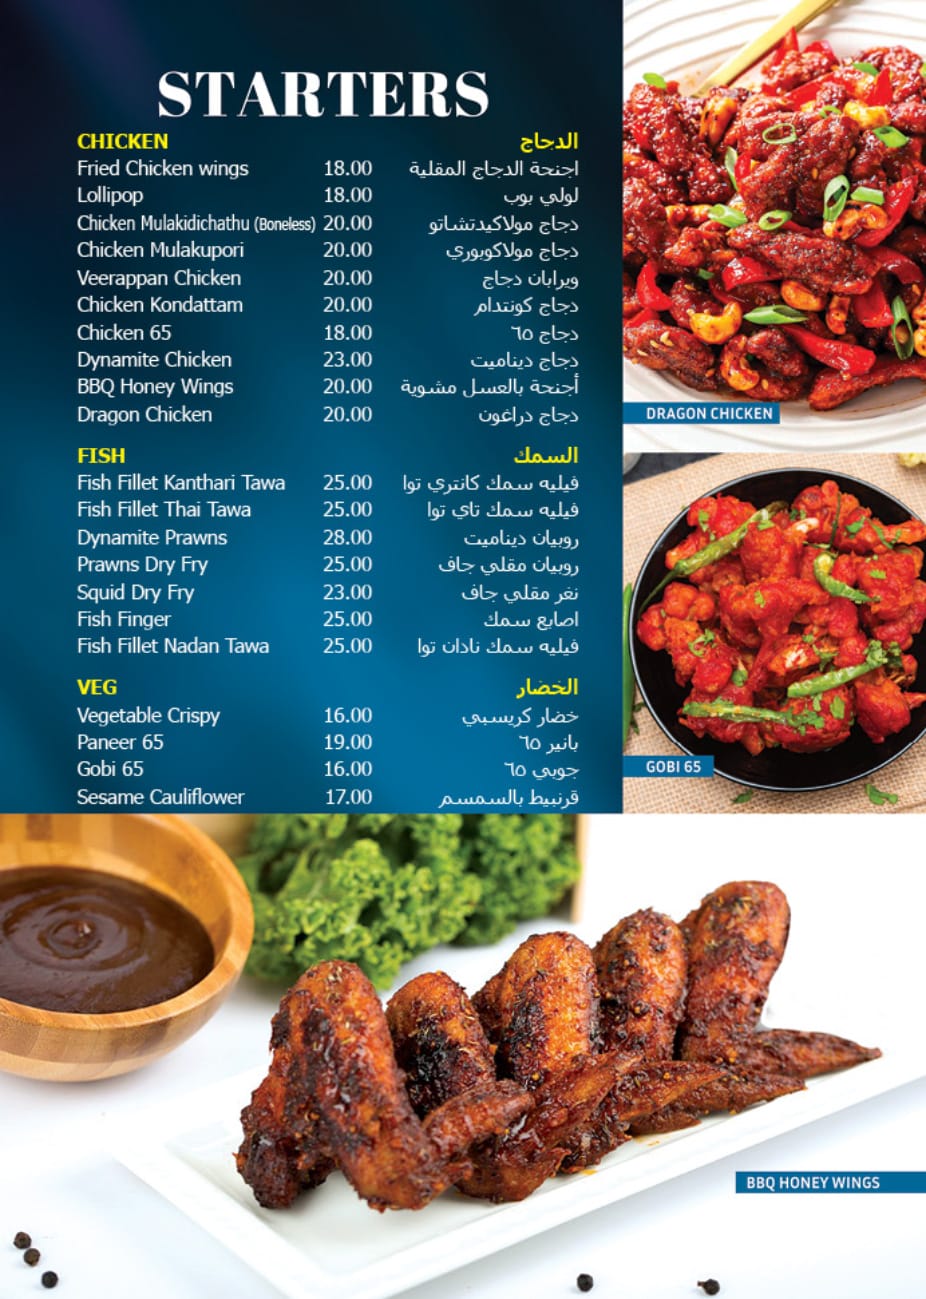 STARTERS
CHICKEN الدجاج
Fried Chicken wings 18.00 اجنحة الدجاج المقلية
Lollipop 18.00 لولي بوب
Chicken Mulakidichathu (Boneless) 20.00 دجاج مولاكيدتشاتو
Chicken Mulakupori 20.00 دجاج مولاكوبوري
Veerappan Chicken 20.00 ويرابان دجاج
Chicken Kondattam 20.00 دجاج كونتدام
Chicken 65 18.00 دجاج ٦٥
Dynamite Chicken 23.00 دجاج ديناميت
BBQ Honey Wings 20.00 أجنحة بالعسل مشوية
Dragon Chicken 20.00 دجاج دراغون
FISH السمك
Fish Fillet Kanthari Tawa 25.00 فيليه سمك كانتري توا
Fish Fillet Thai Tawa 25.00 فيليه سمك تاي توا
Dynamite Prawns 28.00 روبيان ديناميت
Prawns Dry Fry 25.00 روبيان مقلي جاف
Squid Dry Fry 23.00 نغر مقلي جاف
Fish Finger 25.00 اصابع سمك
Fish Fillet Nadan Tawa 25.00 فيليه سمك نادان توا
VEG الخضار
Vegetable Crispy 16.00 خضار كريسبي
Paneer 65 19.00 بانير ٦٥
Gobi 65 16.00 جوبي ٦٥
Sesame Cauliflower 17.00 قرنبيط بالسمسم
DRAGON CHICKEN
GOBI 65
BBQ HONEY WINGS